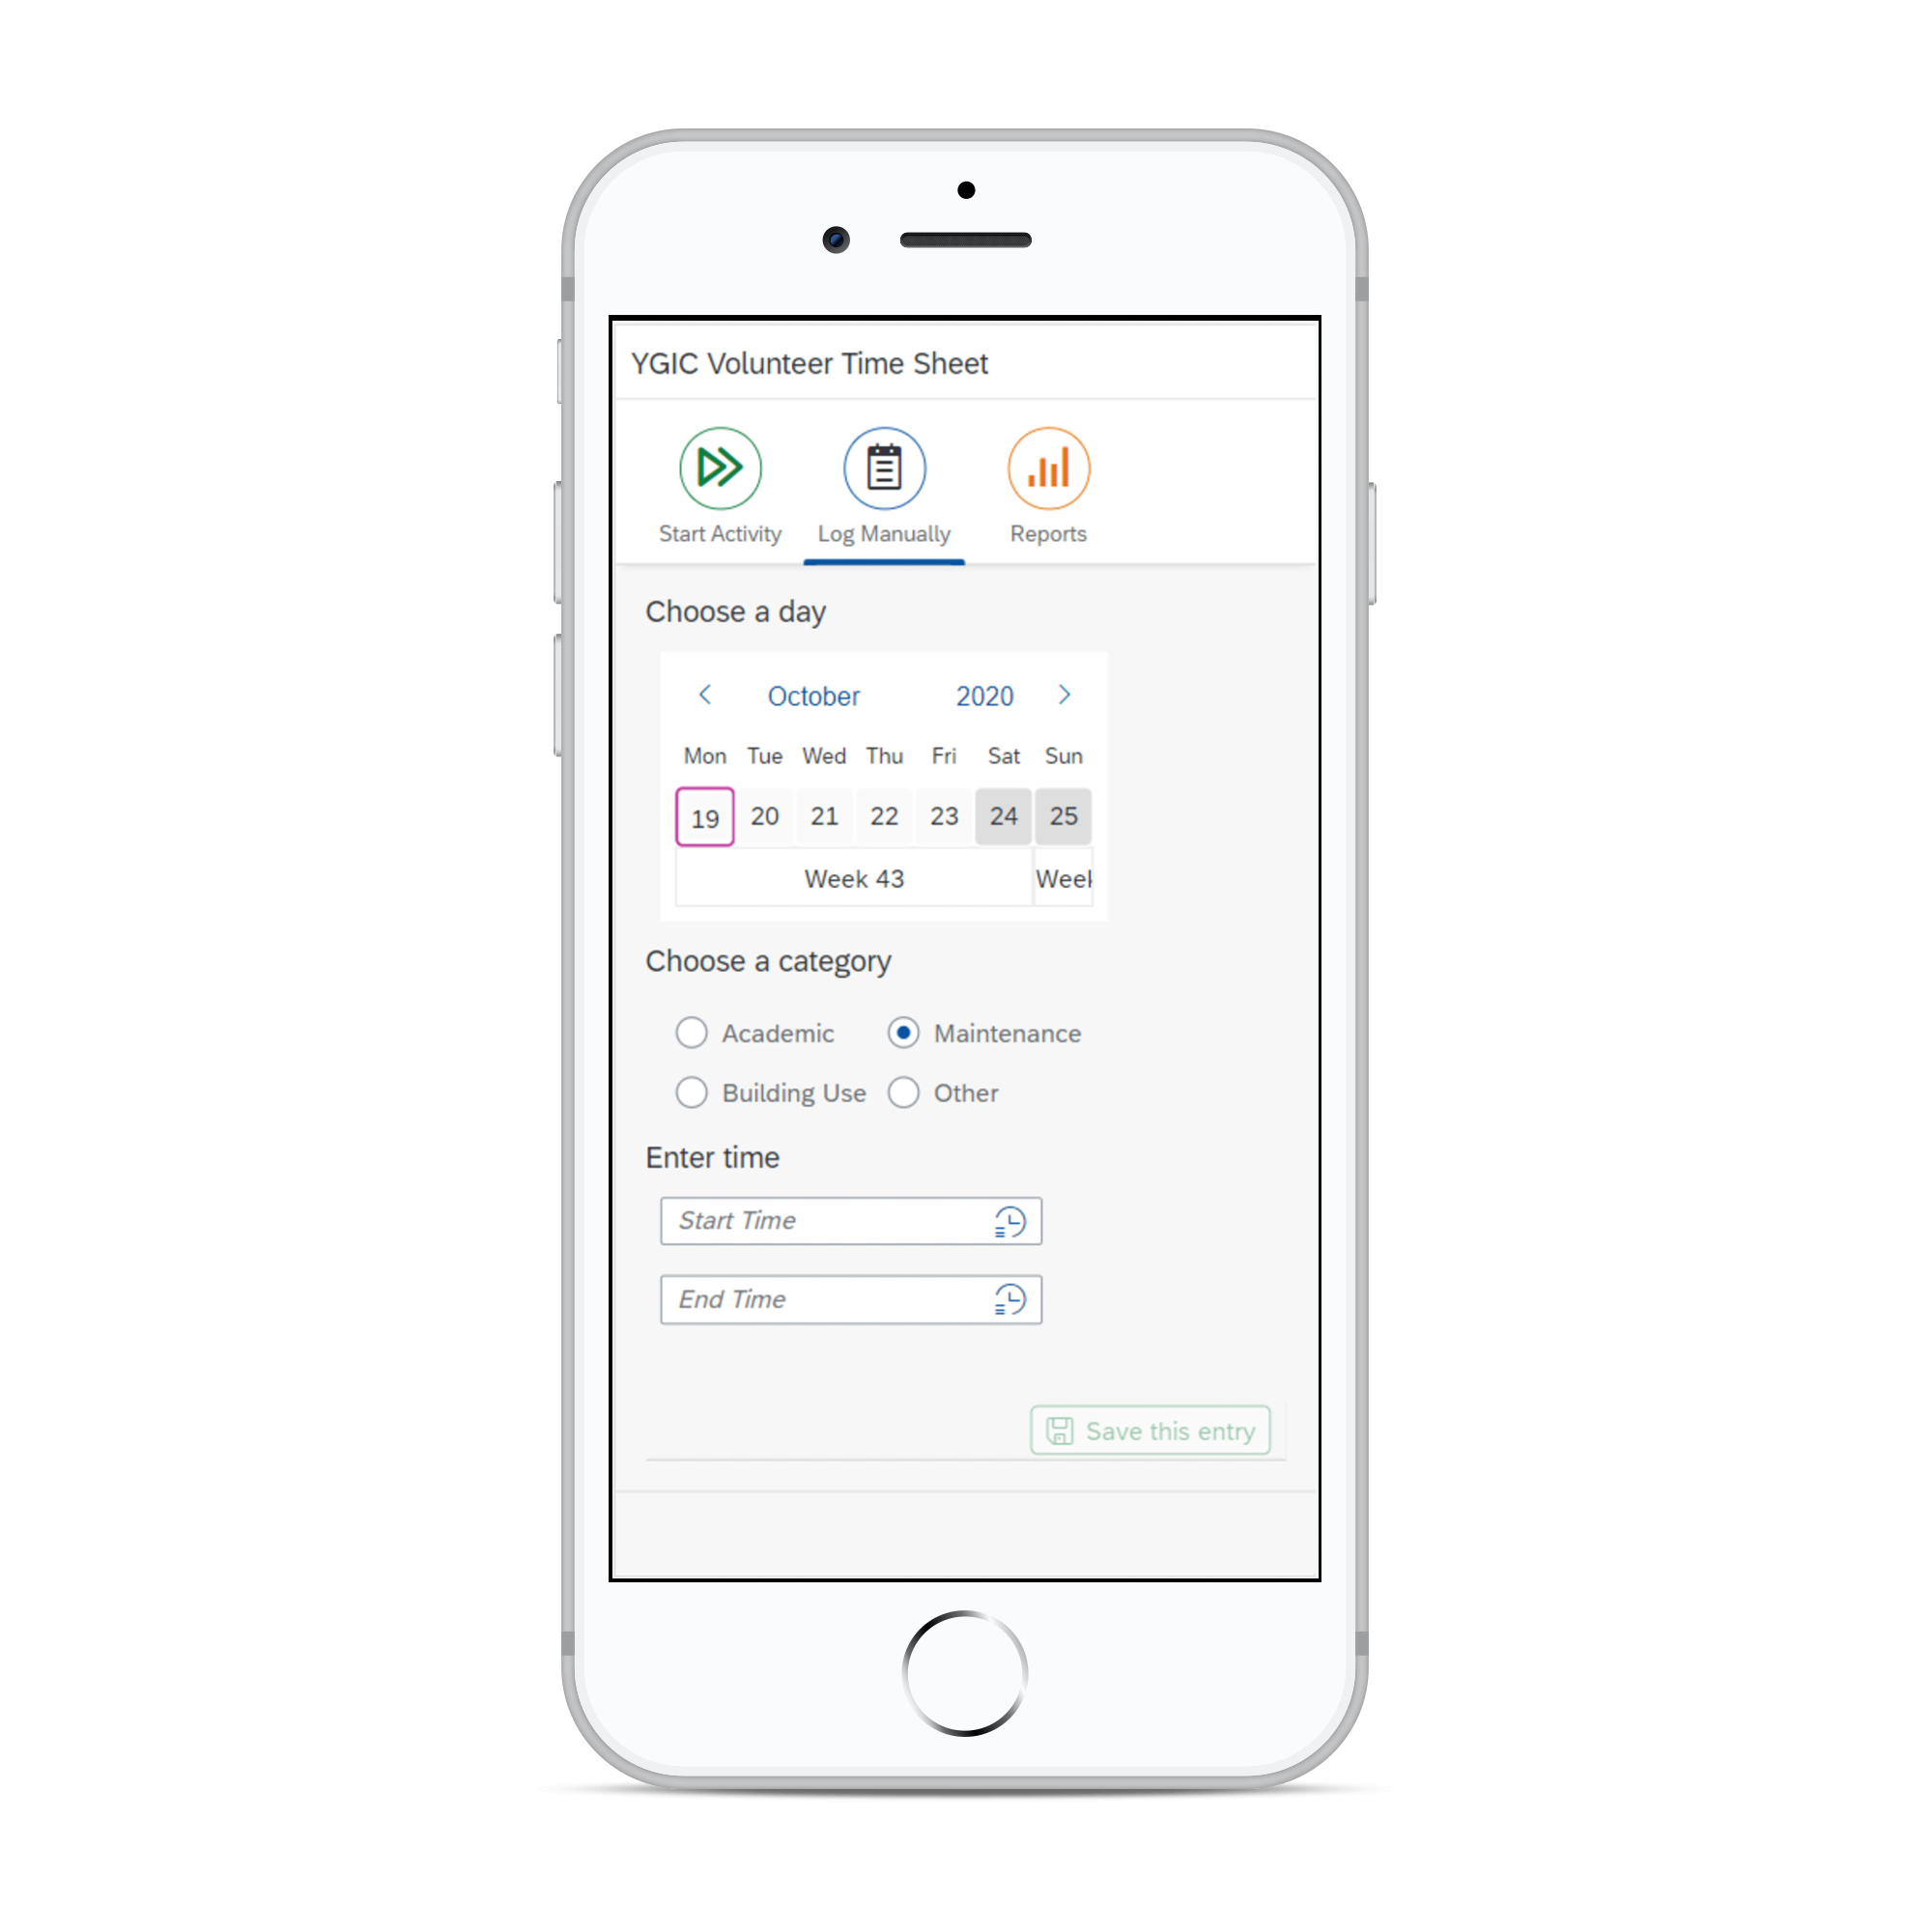 YGIC Volunteer Time Sheet
Start Activity Log Manually Reports
Choose a day
October 2020
Mon Tue Wed Thu Fri Sat Sun
19 20 21 22 23 24 25
Week 43 Week
Choose a category
Academic Maintenance
Building Use Other
Enter time
Start Time
End Time
Save this entry